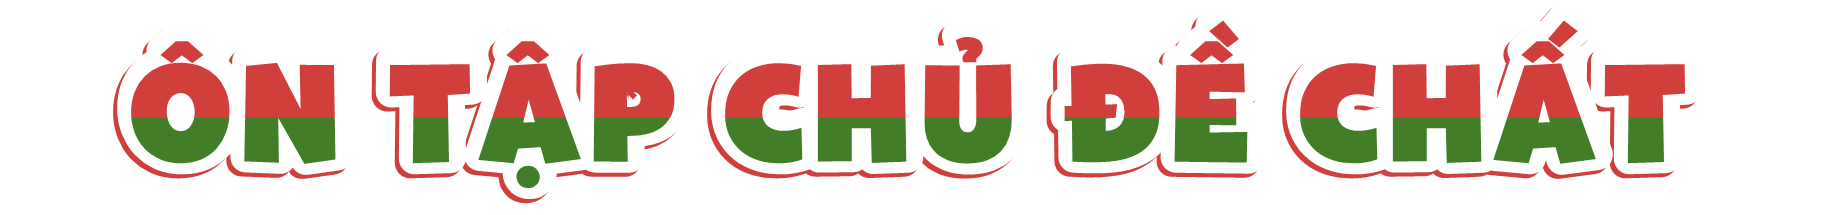 ÔN TẬP CHỦ ĐỀ CHẤT